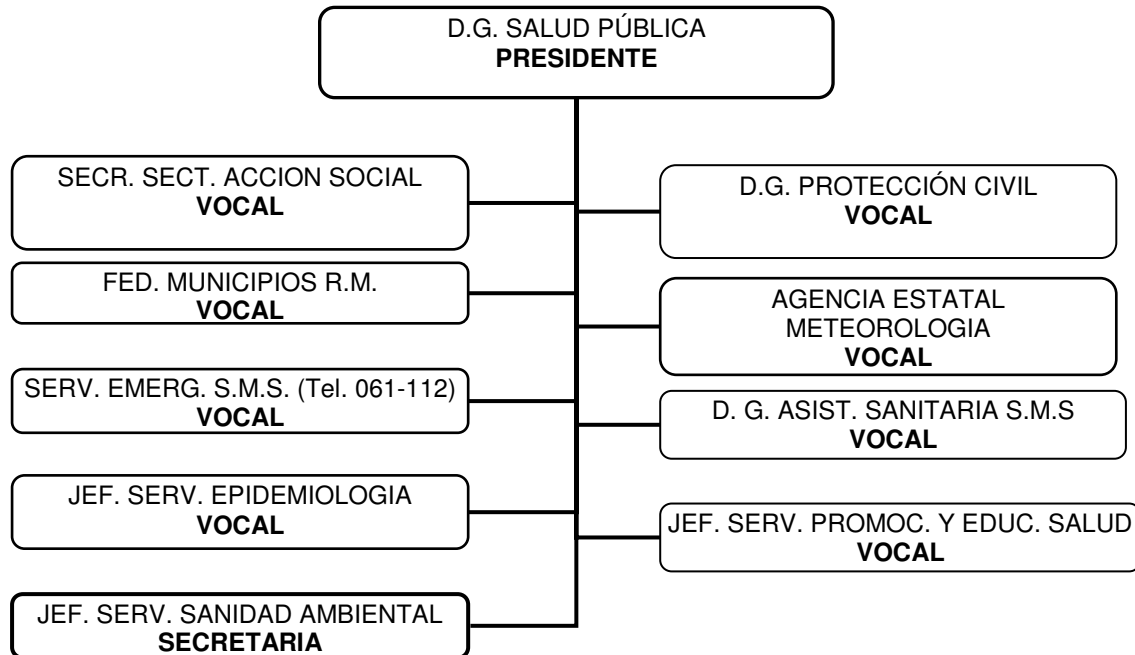 D.G. SALUD PÚBLICA
PRESIDENTE
SECR. SECT. ACCION SOCIAL
VOCAL
D.G. PROTECCIÓN CIVIL
VOCAL
FED. MUNICIPIOS R.M.
VOCAL
AGENCIA ESTATAL
METEOROLOGIA
VOCAL
SERV. EMERG. S.M.S. (Tel. 061-112)
VOCAL
D. G. ASIST. SANITARIA S.M.S
VOCAL
JEF. SERV. EPIDEMIOLOGIA
VOCAL
JEF. SERV. PROMOC. Y EDUC. SALUD
VOCAL
JEF. SERV. SANIDAD AMBIENTAL
SECRETARIA